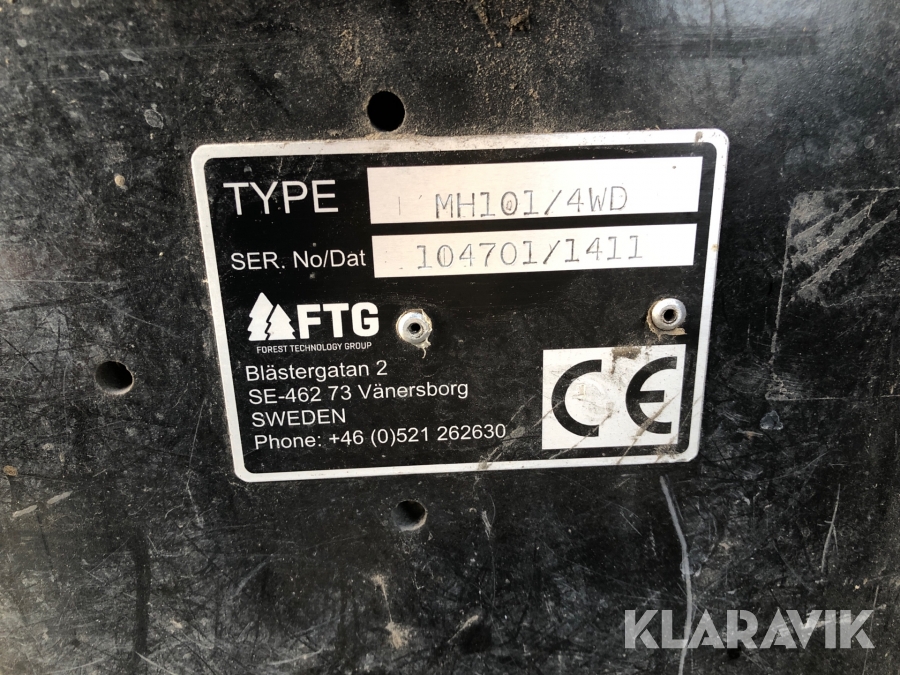 TYPE MH101/4WD
SER. No/Dat 104701/1411
FTG
FOREST TECHNOLOGY GROUP
Blästergatan 2
SE-462 73 Vänersborg
SWEDEN
Phone: +46 (0)521 262630
CE
KLARAVIK